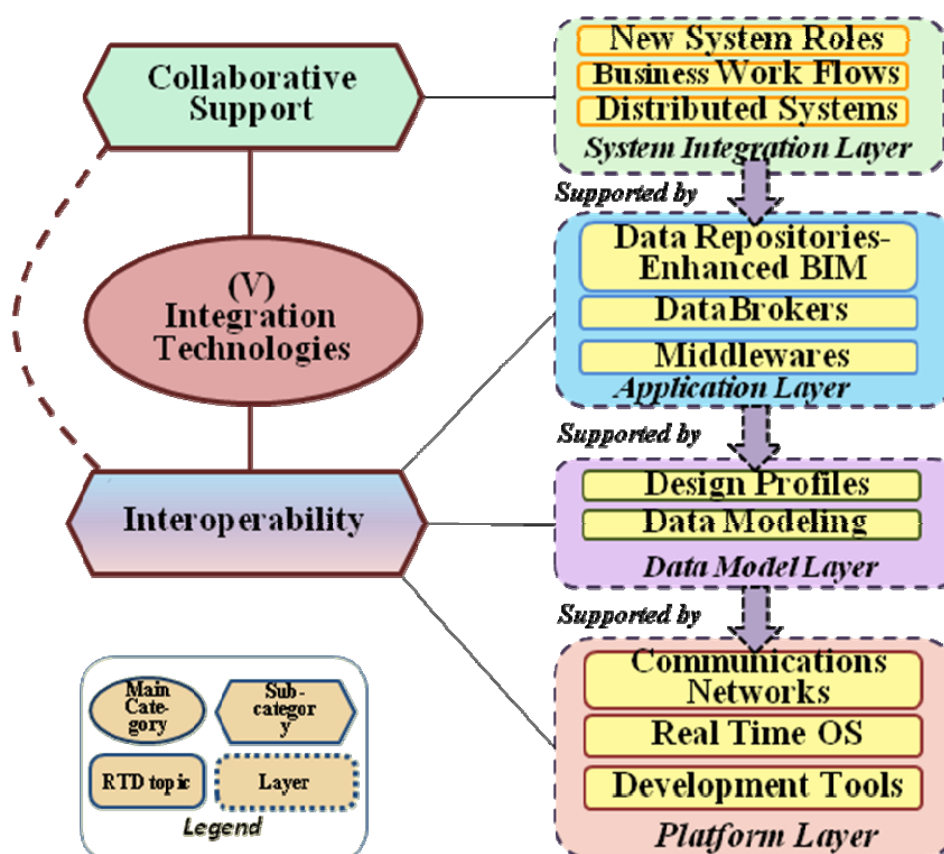 Collaborative
Support
(V)
Integration
Technologies
Interoperability
New System Roles
Business Work Flows
Distributed Systems
System Integration Layer
Supported by
Data Repositories-
Enhanced BIM
DataBrokers
Middlewares
Application Layer
Supported by
Design Profiles
Data Modeling
Data Model Layer
Supported by
Communications
Networks
Real Time OS
Development Tools
Platform Layer
Main
Cate-
gory
Sub-
categor
y
RTD topic
Layer
Legend